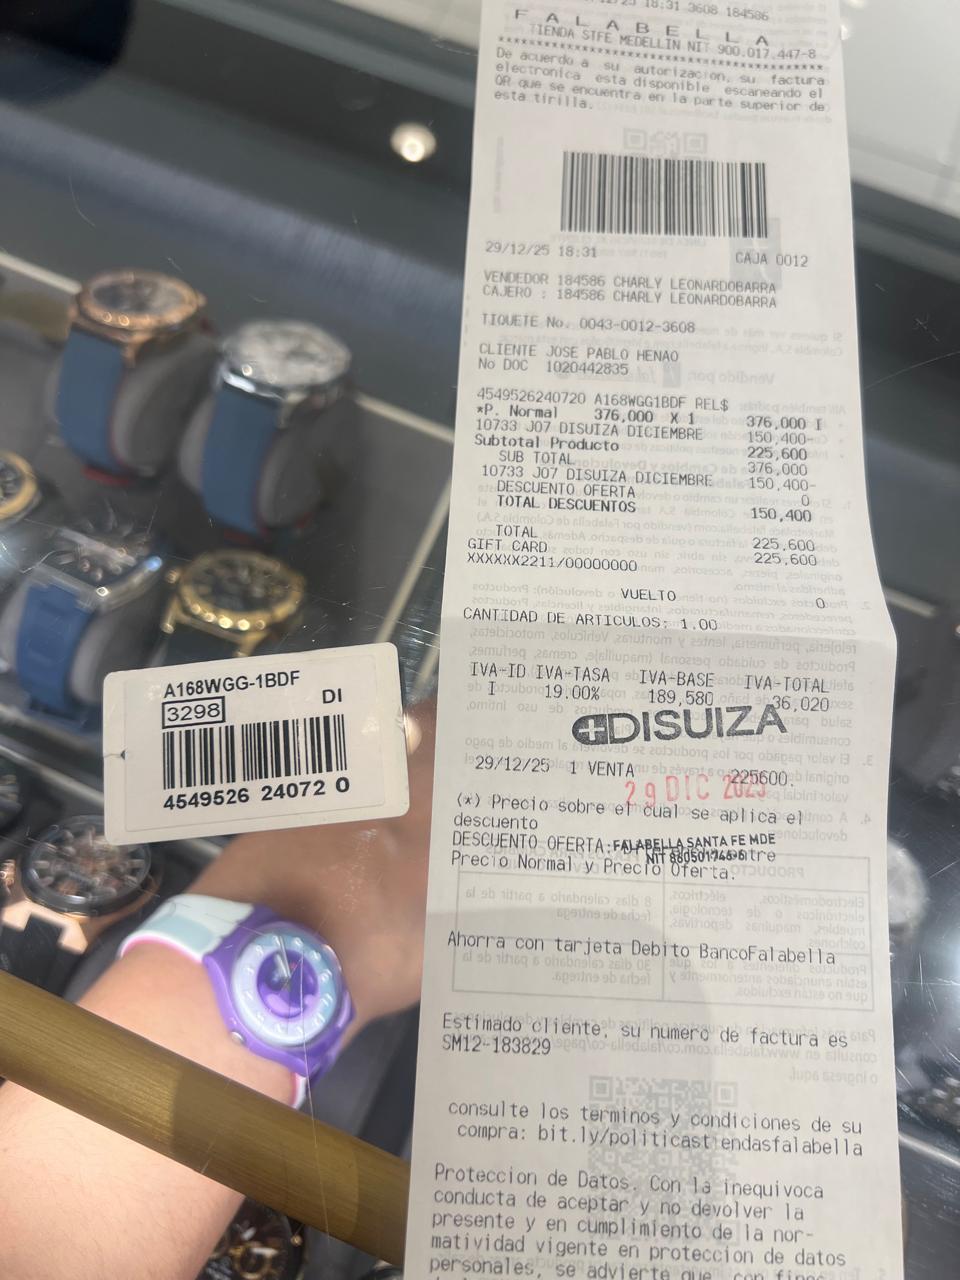 18:31 3608 184586
F A L A B E L L A
TIENDA STFE MEDELLIN NIT 900.017.447-8
****************************************
De acuerdo a su autorizacion, su factura
electronica esta disponible escaneando el
QR que se encuentra en la parte superior de
esta tirilla.
29/12/25 18:31 CAJA 0012
VENDEDOR 184586 CHARLY LEONARDOBARRA
CAJERO : 184586 CHARLY LEONARDOBARRA
TIQUETE No. 0043-0012-3608
CLIENTE JOSE PABLO HENAO
No DOC 1020442835
4549526240720 A168WGG1BDF REL$
*P. Normal 376,000 X 1 376,000 I
10733 J07 DISUIZA DICIEMBRE 150,400-
Subtotal Producto 225,600
SUB TOTAL 376,000
10733 J07 DISUIZA DICIEMBRE 150,400-
DESCUENTO OFERTA 0
TOTAL DESCUENTOS 150,400
TOTAL 225,600
GIFT CARD 225,600
XXXXXX2211/00000000
VUELTO 0
CANTIDAD DE ARTICULOS: 1.00
IVA-ID IVA-TASA IVA-BASE IVA-TOTAL
I 19.00% 189,580 36,020
DISUIZA
29/12/25 1 VENTA 225600.
29 DIC 2025
(*) Precio sobre el cual se aplica el
descuento
DESCUENTO OFERTA: entre
FALABELLA SANTA FE MDE
NIT
Precio Normal y Precio Oferta.
Ahorra con tarjeta Debito BancoFalabella
Estimado cliente, su numero de factura es
SM12-183829
consulte los terminos y condiciones de su
compra: bit.ly/politicastiendasfalabella
Proteccion de Datos. Con la inequivoca
conducta de aceptar y no devolver la
presente y en cumplimiento de la nor-
matividad vigente en proteccion de datos
personales, se advierte que con
A168WGG-1BDF
3298 DI
4549526 24072 0